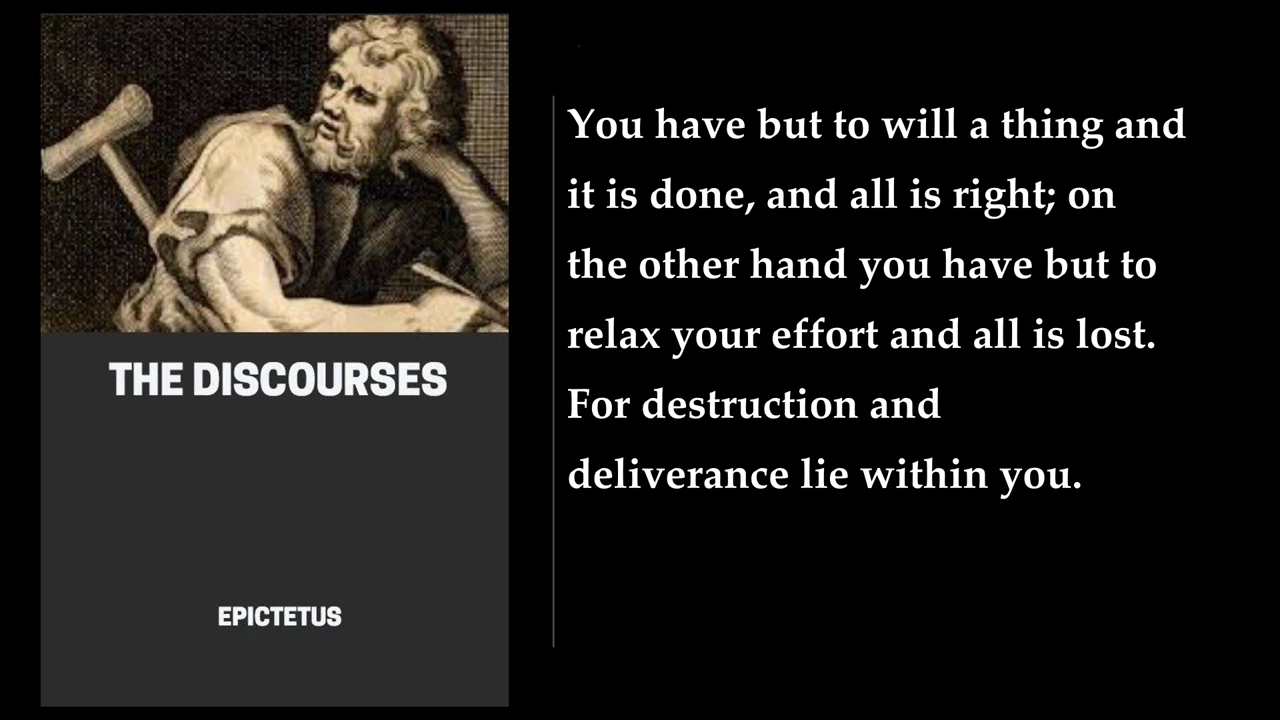 THE DISCOURSES
EPICTETUS
You have but to will a thing and
it is done, and all is right; on
the other hand you have but to
relax your effort and all is lost.
For destruction and
deliverance lie within you.